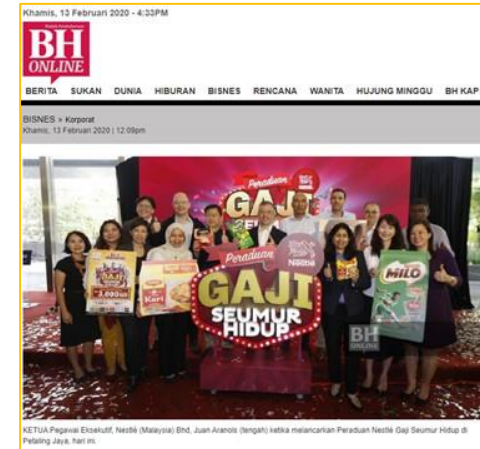 Khamis, 13 Februari 2020 - 4:33PM
BH
ONLINE
BERITA SUKAN DUNIA HIBURAN BISNES RENCANA WANITA HUJUNG MINGGU BH KAP
BISNES > Korporat
Khamis, 13 Februari 2020 | 12:09pm
Peraduan
GAJI
Peraduan
Nestlé
GAJI
SEUMUR
HIDUP
GAJI
3,000
Kari
MILO
BH
ONLINE
KETUA Pegawai Eksekutif, Nestlé (Malaysia) Bhd, Juan Aranols (tengah) ketika melancarkan Peraduan Nestlé Gaji Seumur Hidup di
Petaling Jaya, hari ini.